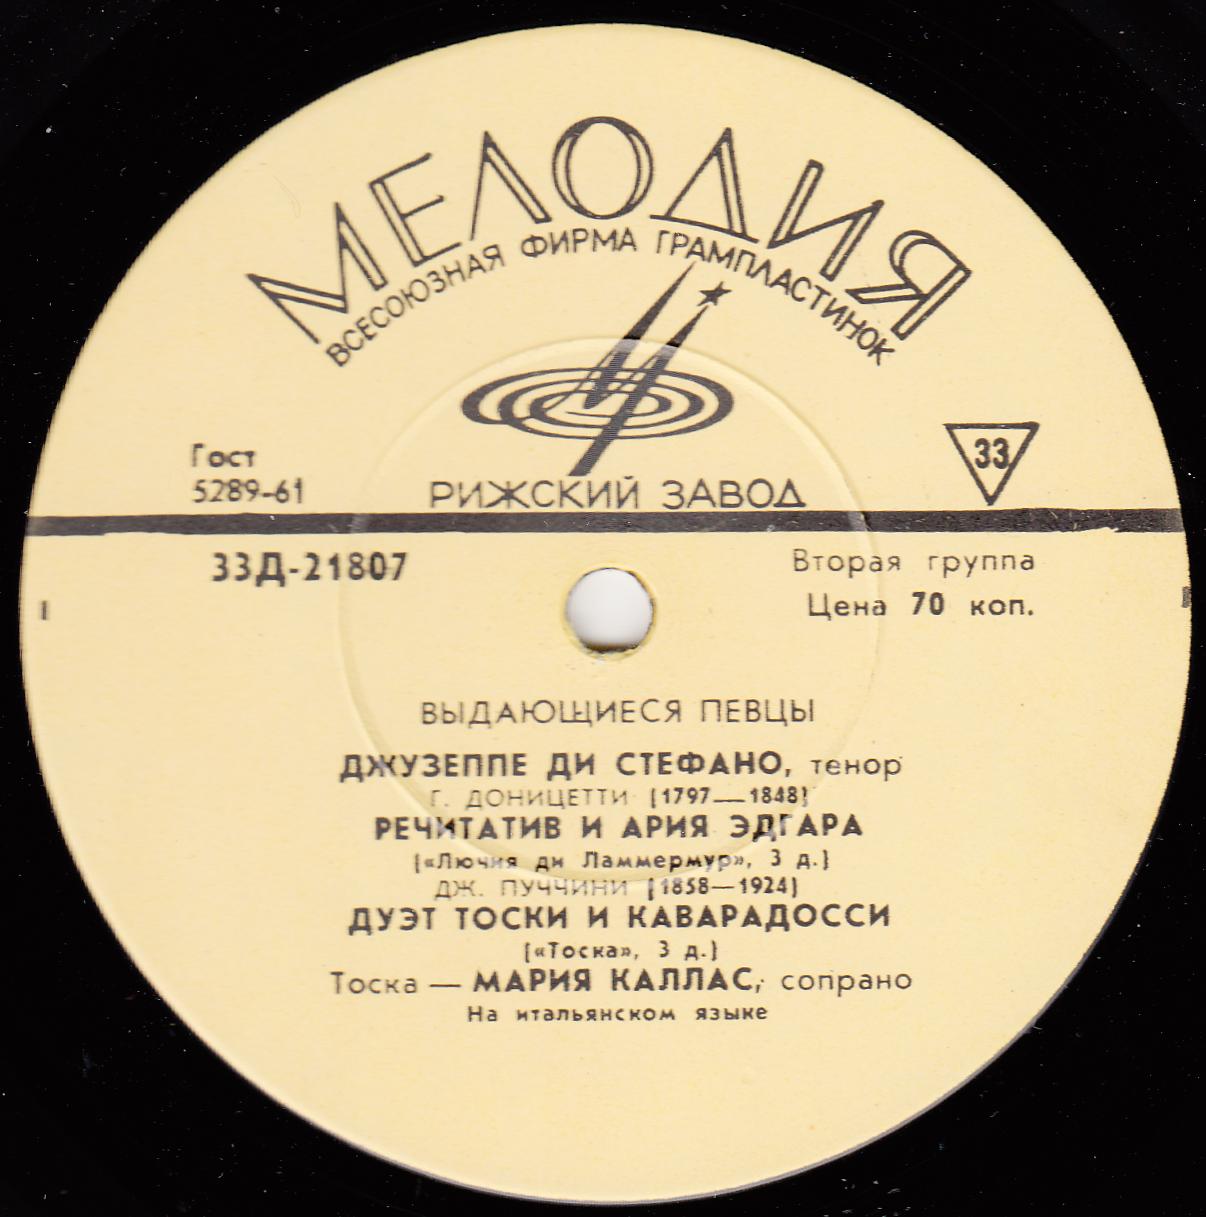 МЕЛОДИЯ
ВСЕСОЮЗНАЯ ФИРМА ГРАМПЛАСТИНОК
Гост
5289-61
РИЖСКИЙ ЗАВОД
33
33Д-21807
Вторая группа
Цена 70 коп.
ВЫДАЮЩИЕСЯ ПЕВЦЫ
ДЖУЗЕППЕ ДИ СТЕФАНО, тенор
Г. ДОНИЦЕТТИ (1797—1848)
РЕЧИТАТИВ И АРИЯ ЭДГАРА
(«Лючия ди Ламмермур», 3 д.)
ДЖ. ПУЧЧИНИ (1858—1924)
ДУЭТ ТОСКИ И КАВАРАДОССИ
(«Тоска», 3 д.)
Тоска — МАРИЯ КАЛЛАС, сопрано
На итальянском языке